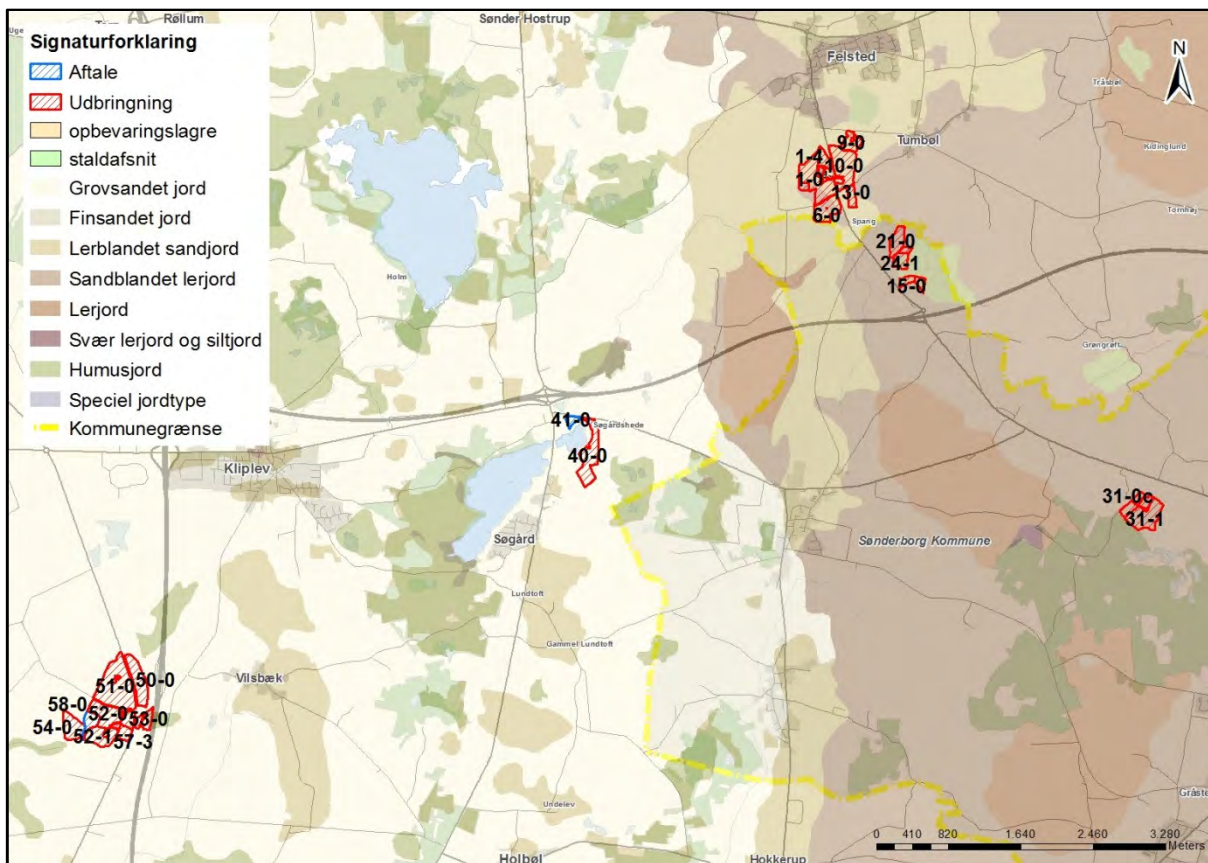 Røllum
Sønder Hostrup
Signaturforklaring
Aftale
Udbringning
opbevaringslagre
staldafsnit
Grovsandet jord
Finsandet jord
Lerblandet sandjord
Sandblandet lerjord
Lerjord
Svær lerjord og siltjord
Humusjord
Speciel jordtype
Kommunegrænse
N
Felsted
Tråsbøl
Kidinglund
Tumbøl
9-0
1-4
10-0
1-0
13-0
6-0
Spang
Tornhøj
21-0
24-1
15-0
Holm
Grøngrøft
41-0
Søgårdshede
40-0
Kliplev
Søgård
31-0c
31-1
Sønderborg Kommune
Lundtoft
Gammel Lundtoft
Vilsbæk
51-0
50-0
58-0
52-0
53-0
54-0
52-1
57-3
Undelev
Holbøl
Hokkerup
Gråst
0 410 820 1.640 2.460 3.280
Meters